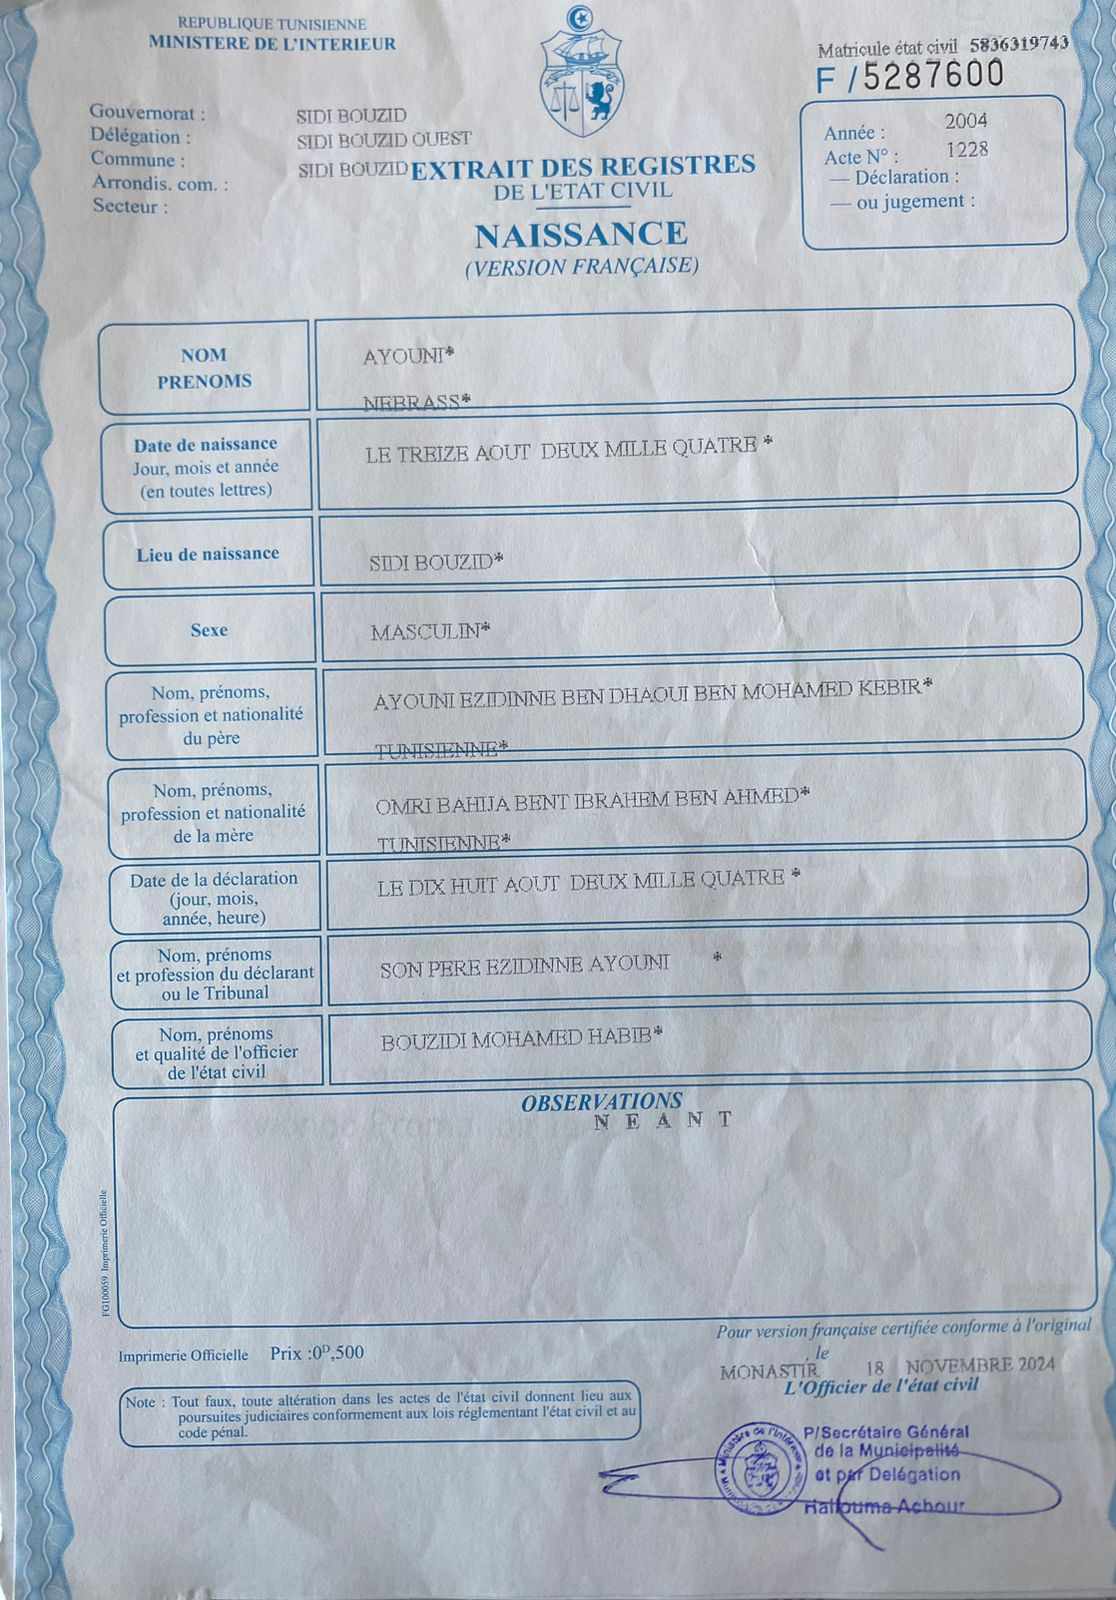 REPUBLIQUE TUNISIENNE
MINISTERE DE L'INTERIEUR
Matricule état civil 5836319743
F / 5287600
Gouvernorat : SIDI BOUZID
Délégation : SIDI BOUZID OUEST
Commune : SIDI BOUZID
Arrondis. com. :
Secteur :
EXTRAIT DES REGISTRES
DE L'ETAT CIVIL
NAISSANCE
(VERSION FRANÇAISE)
Année : 2004
Acte N° : 1228
— Déclaration :
— ou jugement :
NOM
PRENOMS
AYOUNI*
NEBRASS*
Date de naissance
Jour, mois et année
(en toutes lettres)
LE TREIZE AOUT DEUX MILLE QUATRE *
Lieu de naissance
SIDI BOUZID*
Sexe
MASCULIN*
Nom, prénoms,
profession et nationalité
du père
AYOUNI EZIDINNE BEN DHAOUI BEN MOHAMED KEBIR*
TUNISIENNE*
Nom, prénoms,
profession et nationalité
de la mère
OMRI BAHIJA BENT IBRAHEM BEN AHMED*
TUNISIENNE*
Date de la déclaration
(jour, mois,
année, heure)
LE DIX HUIT AOUT DEUX MILLE QUATRE *
Nom, prénoms
et profession du déclarant
ou le Tribunal
SON PERE EZIDINNE AYOUNI *
Nom, prénoms
et qualité de l'officier
de l'état civil
BOUZIDI MOHAMED HABIB*
OBSERVATIONS
N E A N T
FG100059. Imprimerie Officielle
Imprimerie Officielle Prix :0ᴰ,500
Note : Tout faux, toute altération dans les actes de l'état civil donnent lieu aux
poursuites judiciaires conformement aux lois réglementant l'état civil et au
code pénal.
Pour version française certifiée conforme à l'original
, le
MONASTIR 18 NOVEMBRE 2024
L'Officier de l'état civil
Ministère de l'Intérieur
P/Secrétaire Général
de la Municipalité
et par Délégation
Hallouma Achour